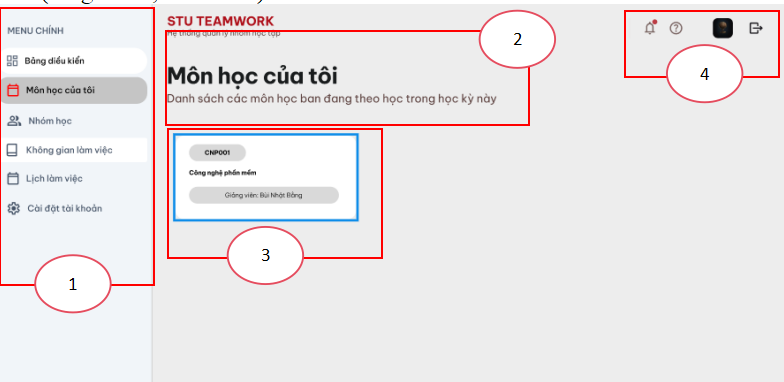 MENU CHÍNH
Bảng điều kiển
Môn học của tôi
Nhóm học
Không gian làm việc
Lịch làm việc
Cài đặt tài khoản
1
STU TEAMWORK
Hệ thống quản lý nhóm học tập
2
Môn học của tôi
Danh sách các môn học bạn đang theo học trong học kỳ này
CNP001
Công nghệ phần mềm
Giảng viên: Bùi Nhật Bằng
3
4